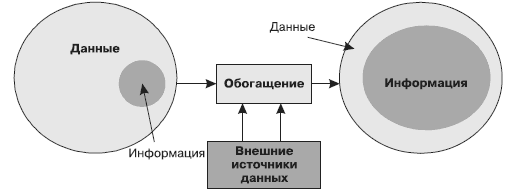 Данные
Информация
Обогащение
Внешние
источники
данных
Данные
Информация